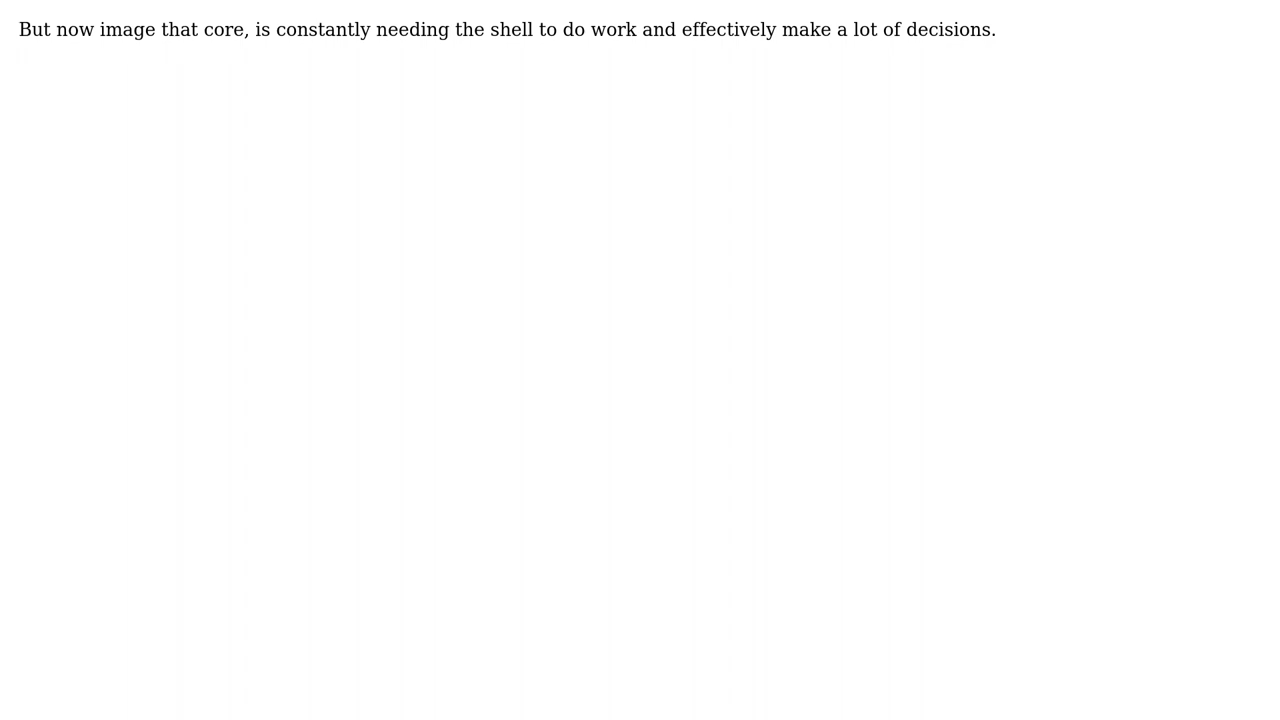 But now image that core, is constantly needing the shell to do work and effectively make a lot of decisions.